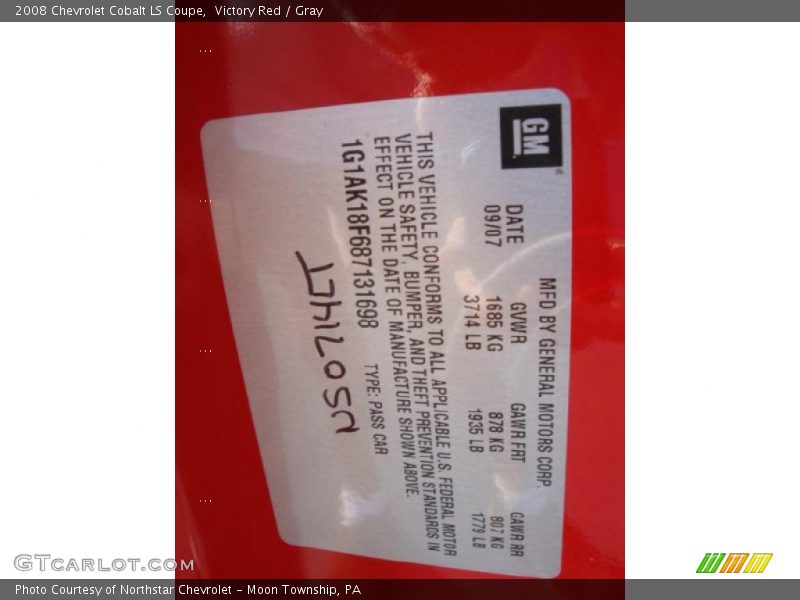 2008 Chevrolet Cobalt LS Coupe,  Victory Red / Gray
GM
MFD BY GENERAL MOTORS CORP.
DATE GVWR GAWR FRT GAWR RR
09/07 1685 KG 878 KG 807 KG
3714 LB 1935 LB 1779 LB
THIS VEHICLE CONFORMS TO ALL APPLICABLE U.S. FEDERAL MOTOR
VEHICLE SAFETY, BUMPER, AND THEFT PREVENTION STANDARDS IN
EFFECT ON THE DATE OF MANUFACTURE SHOWN ABOVE.
1G1AK18F687131698 TYPE: PASS CAR
GTCarLot.com
Photo Courtesy of Northstar Chevrolet – Moon Township, PA